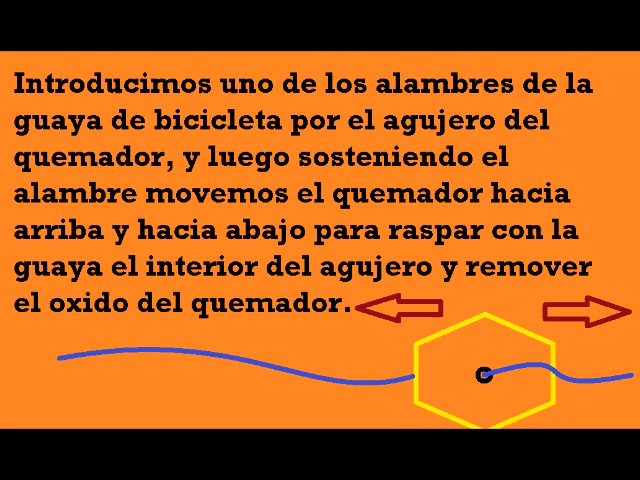 Introducimos uno de los alambres de la
guaya de bicicleta por el agujero del
quemador, y luego sosteniendo el
alambre movemos el quemador hacia
arriba y hacia abajo para raspar con la
guaya el interior del agujero y remover
el oxido del quemador.